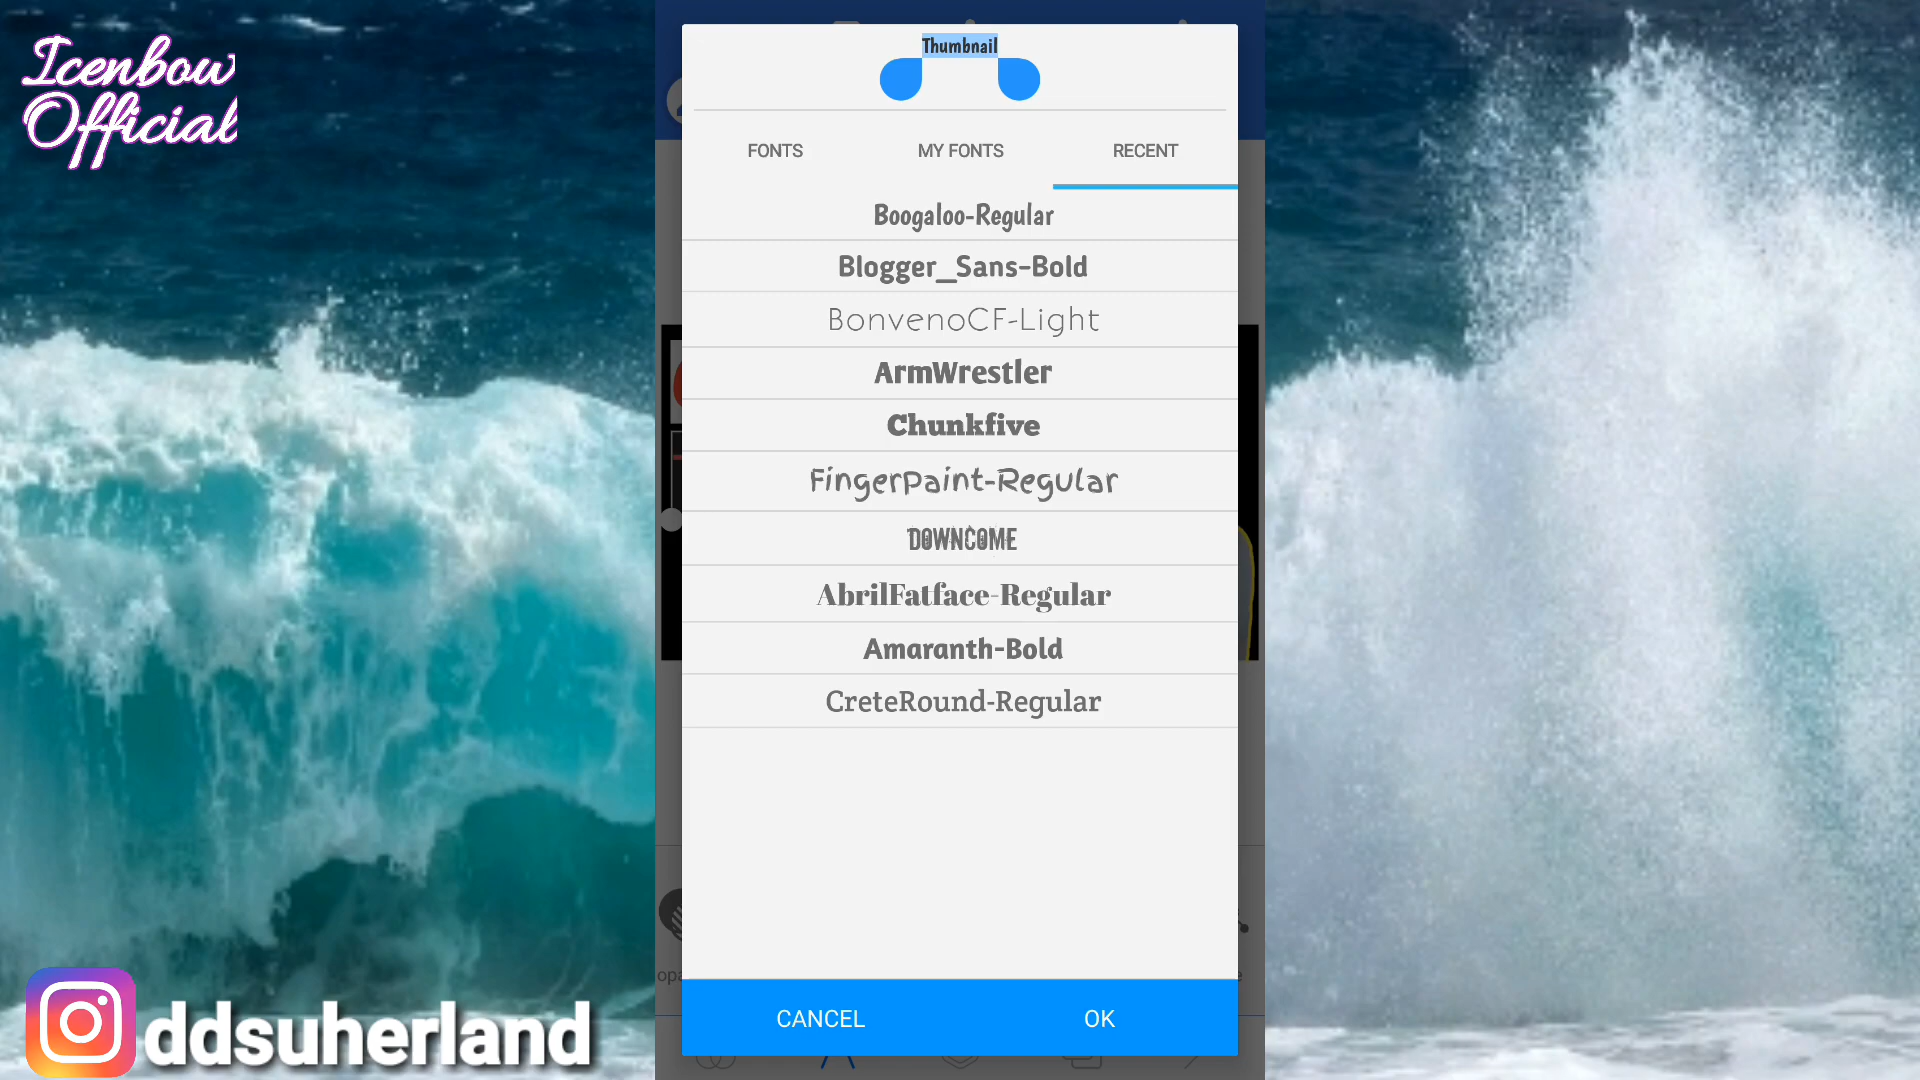 Icenbow
Official
Thumbnail
FONTS
MY FONTS
RECENT
Boogaloo-Regular
Blogger_Sans-Bold
BonvenoCF-Light
ArmWrestler
Chunkfive
FingerPaint-Regular
DOWNCOME
AbrilFatface-Regular
Amaranth-Bold
CreteRound-Regular
opa
e
CANCEL
OK
ddsuherland